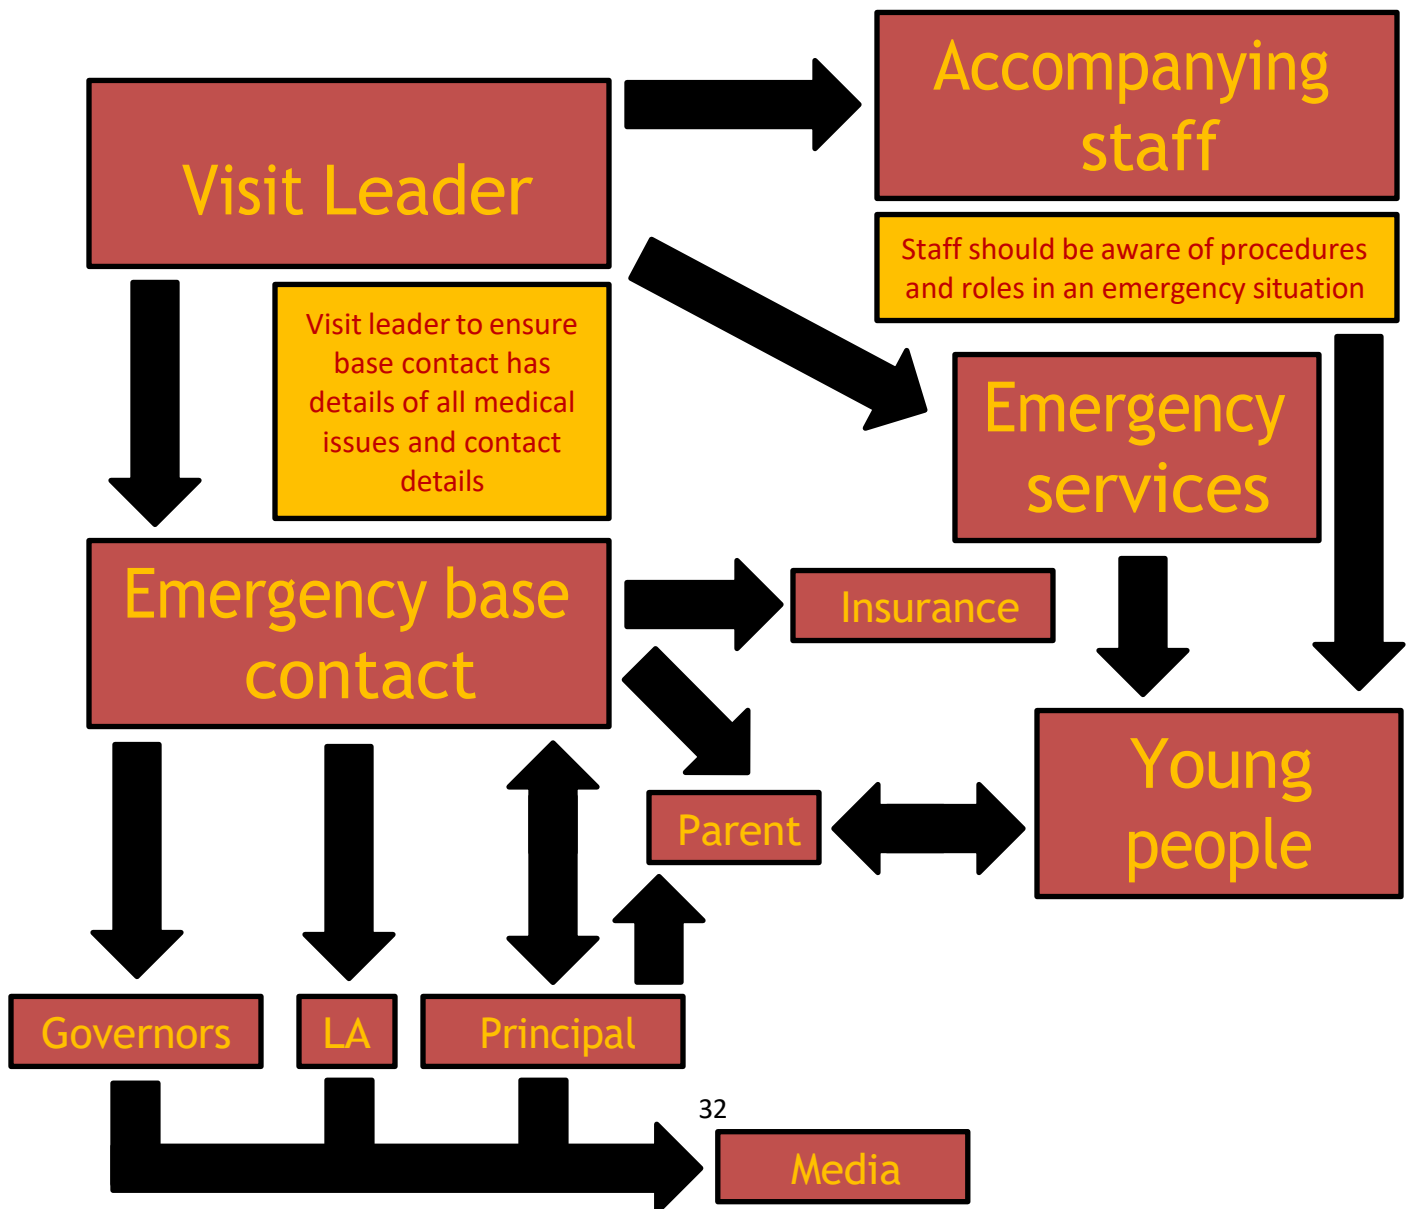 Accompanying
staff
Visit Leader
Staff should be aware of procedures
and roles in an emergency situation
Visit leader to ensure
base contact has
details of all medical
issues and contact
details
Emergency
services
Emergency base
contact
Insurance
Young
people
Parent
Governors
LA
Principal
32
Media